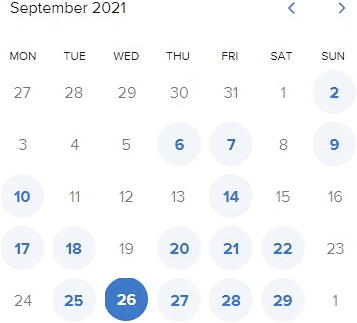 September 2021
MON TUE WED THU FRI SAT SUN
27 28 29 30 31 1 2
3 4 5 6 7 8 9
10 11 12 13 14 15 16
17 18 19 20 21 22 23
24 25 26 27 28 29 1